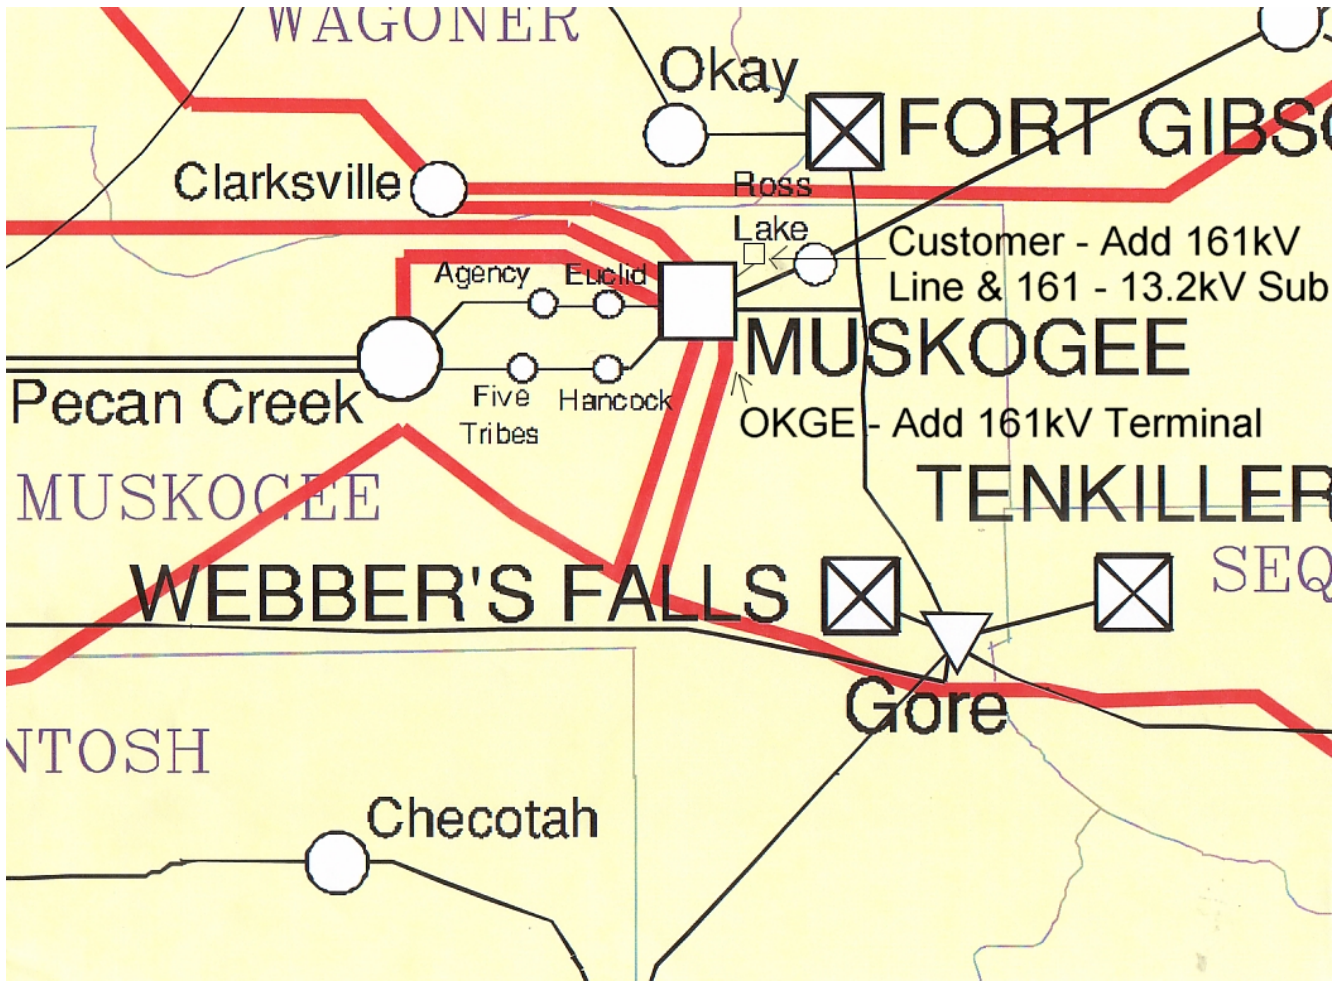 WAGONER
Okay
FORT GIBSO
Clarksville
Ross
Lake
Customer - Add 161kV
Line & 161 - 13.2kV Sub
Agency
Euclid
MUSKOGEE
Pecan Creek
Five
Tribes
Hancock
OKGE - Add 161kV Terminal
MUSKOGEE
TENKILLER
SEQ
WEBBER'S FALLS
Gore
NTOSH
Checotah